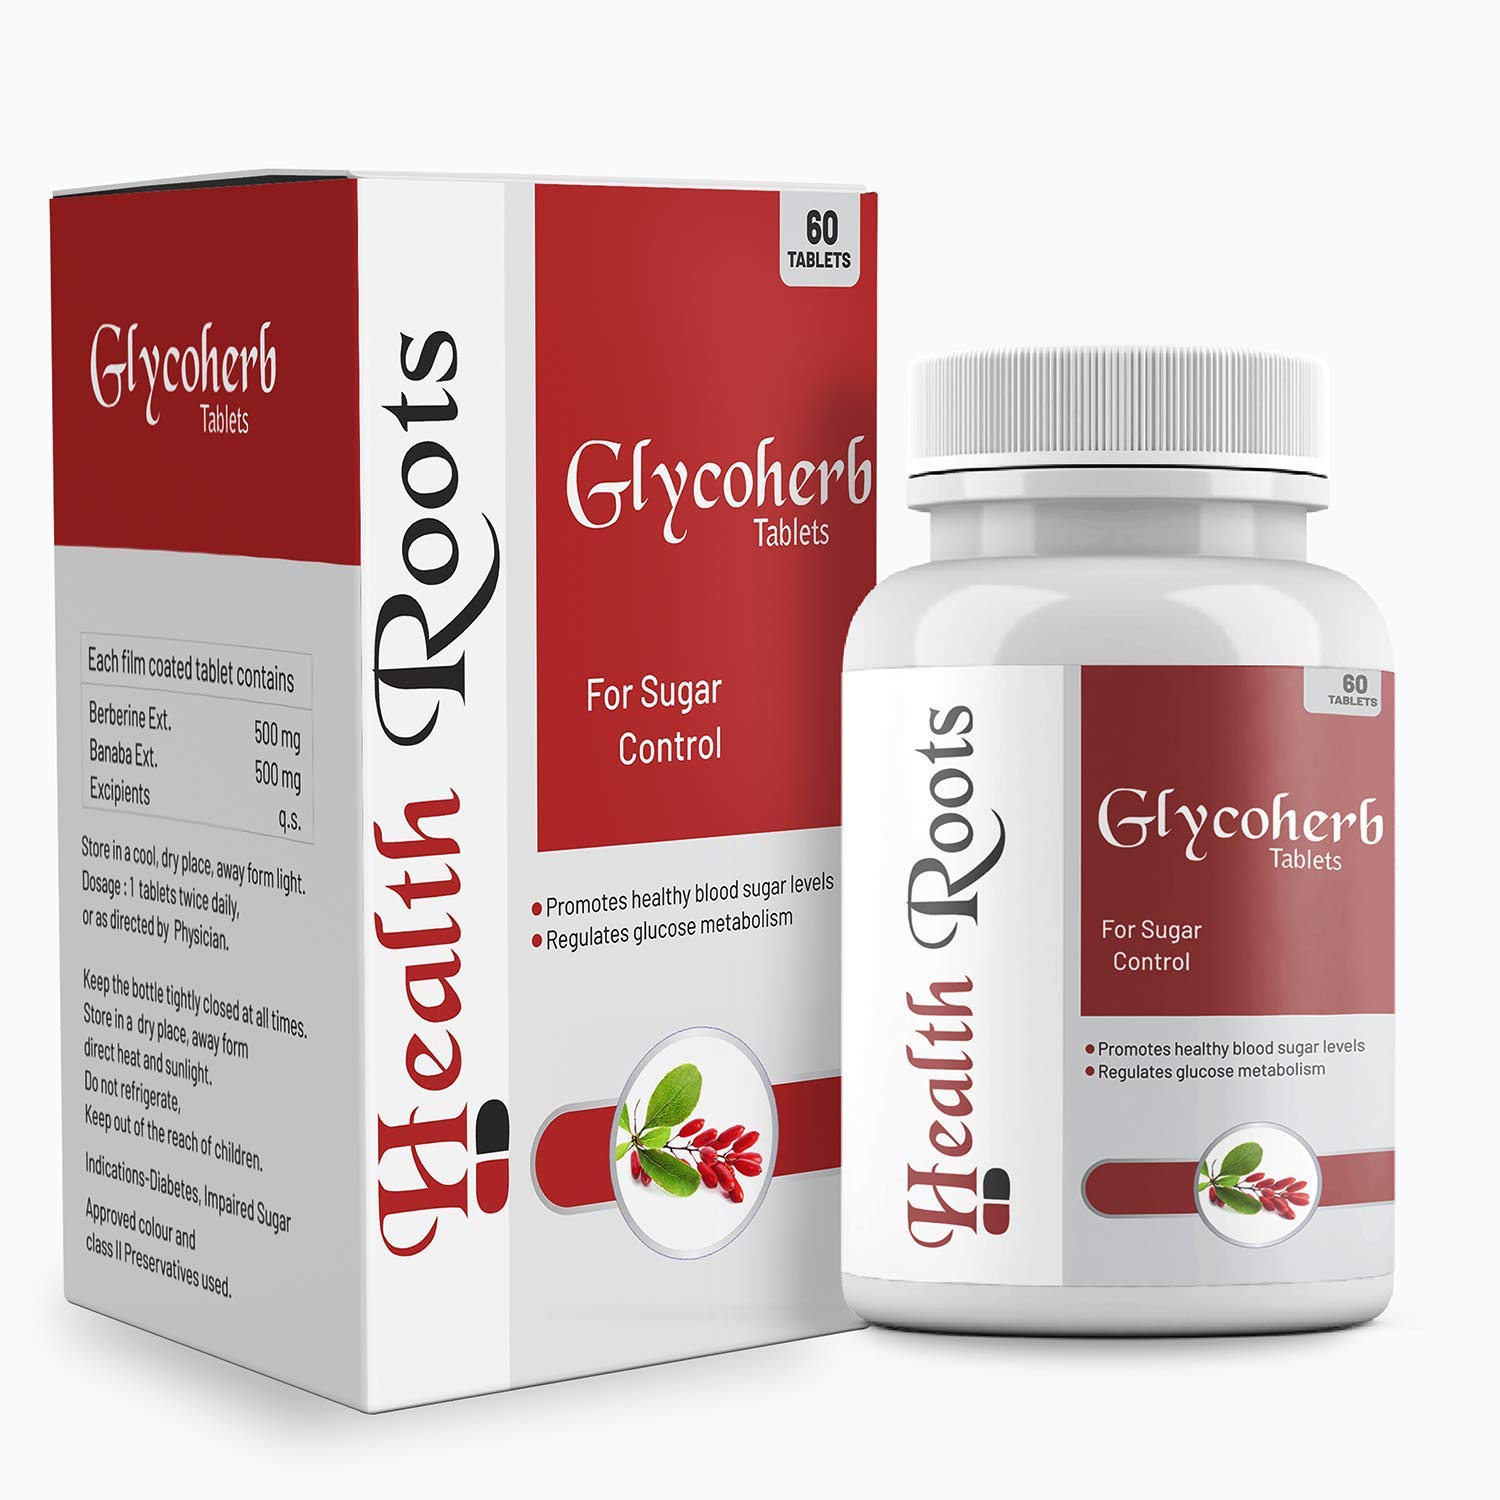 Glycoherb
Tablets
Each film coated tablet contains
Berberine Ext. 500 mg
Banaba Ext. 500 mg
Excipients q.s.
Store in a cool, dry place, away form light.
Dosage : 1 tablets twice daily,
or as directed by Physician.
Keep the bottle tightly closed at all times.
Store in a dry place, away form
direct heat and sunlight.
Do not refrigerate,
Keep out of the reach of children.
Indications-Diabetes, Impaired Sugar
Approved colour and
class II Preservatives used.
Health Roots
60
TABLETS
Glycoherb
Tablets
For Sugar
Control
Promotes healthy blood sugar levels
Regulates glucose metabolism
Health Roots
60
TABLETS
Glycoherb
Tablets
For Sugar
Control
Promotes healthy blood sugar levels
Regulates glucose metabolism